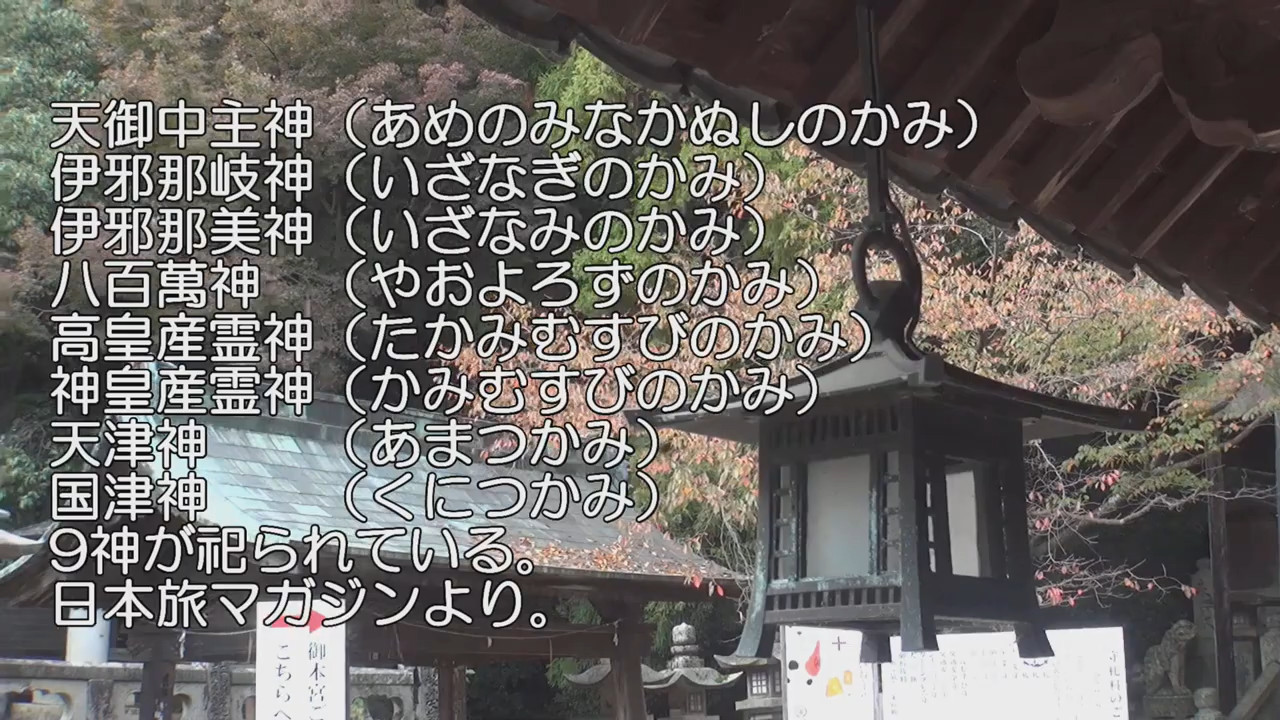 天御中主神（あめのみなかぬしのかみ）
伊邪那岐神（いざなぎのかみ）
伊邪那美神（いざなみのかみ）
八百萬神　　（やおよろずのかみ）
高皇産霊神（たかみむすびのかみ）
神皇産霊神（かみむすびのかみ）
天津神　　　（あまつかみ）
国津神　　　（くにつかみ）
９神が祀られている。
日本旅マガジンより。
こちらへ